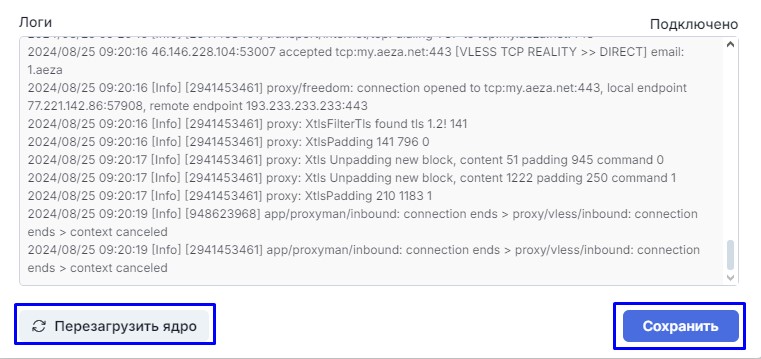 Логи
Подключено
2024/08/25 09:20:16 46.146.228.104:53007 accepted tcp:my.aeza.net:443 [VLESS TCP REALITY >> DIRECT] email:
1.aeza
2024/08/25 09:20:16 [Info] [2941453461] proxy/freedom: connection opened to tcp:my.aeza.net:443, local endpoint
77.221.142.86:57908, remote endpoint 193.233.233.233:443
2024/08/25 09:20:16 [Info] [2941453461] proxy: XtlsFilterTls found tls 1.2! 141
2024/08/25 09:20:16 [Info] [2941453461] proxy: XtlsPadding 141 796 0
2024/08/25 09:20:17 [Info] [2941453461] proxy: Xtls Unpadding new block, content 51 padding 945 command 0
2024/08/25 09:20:17 [Info] [2941453461] proxy: Xtls Unpadding new block, content 1222 padding 250 command 1
2024/08/25 09:20:17 [Info] [2941453461] proxy: XtlsPadding 210 1183 1
2024/08/25 09:20:19 [Info] [948623968] app/proxyman/inbound: connection ends > proxy/vless/inbound: connection
ends > context canceled
2024/08/25 09:20:19 [Info] [2941453461] app/proxyman/inbound: connection ends > proxy/vless/inbound: connection
ends > context canceled
Перезагрузить ядро
Сохранить